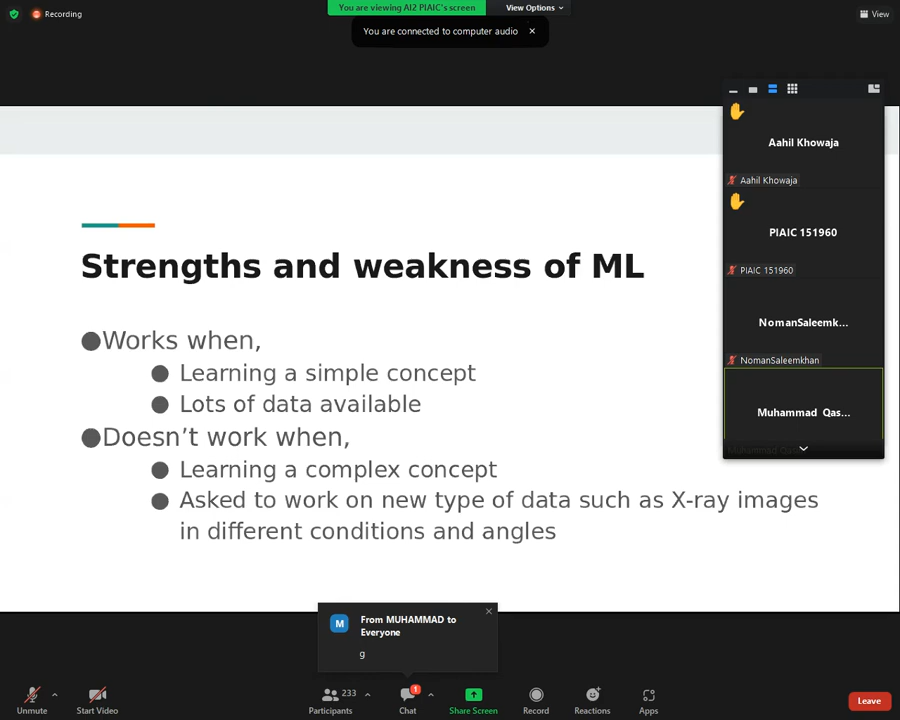 You are viewing AI2 PIAIC's screen
View Options
Recording
View
You are connected to computer audio
Aahil Khowaja
Aahil Khowaja
PIAIC 151960
PIAIC 151960
NomanSaleemk...
NomanSaleemkhan
Muhammad Qas...
Strengths and weakness of ML
●Works when,
● Learning a simple concept
● Lots of data available
●Doesn't work when,
● Learning a complex concept
● Asked to work on new type of data such as X-ray images
in different conditions and angles
M
From MUHAMMAD to
Everyone
g
233
1
Unmute
Start Video
Participants
Chat
Share Screen
Record
Reactions
Apps
Leave